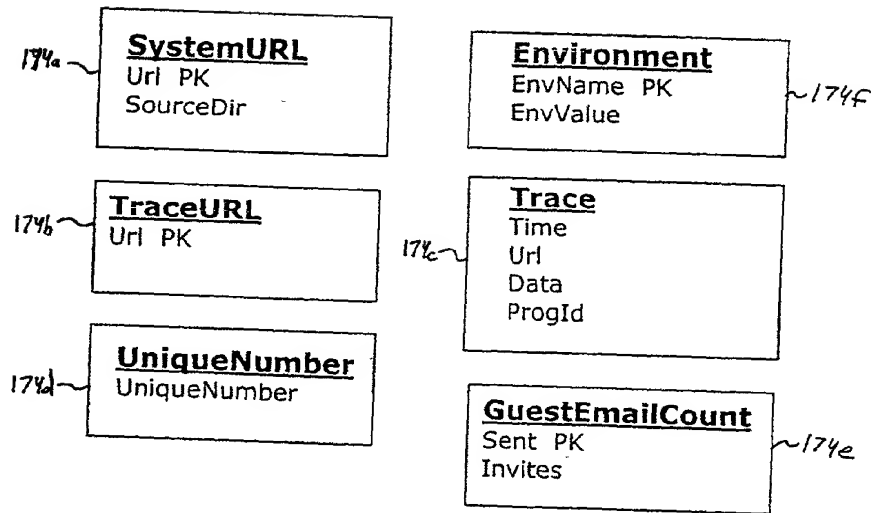 174a
SystemURL
Url PK
SourceDir
Environment
EnvName PK
EnvValue
174f
174b
TraceURL
Url PK
174c
Trace
Time
Url
Data
ProgId
174d
UniqueNumber
UniqueNumber
GuestEmailCount
Sent PK
Invites
174e